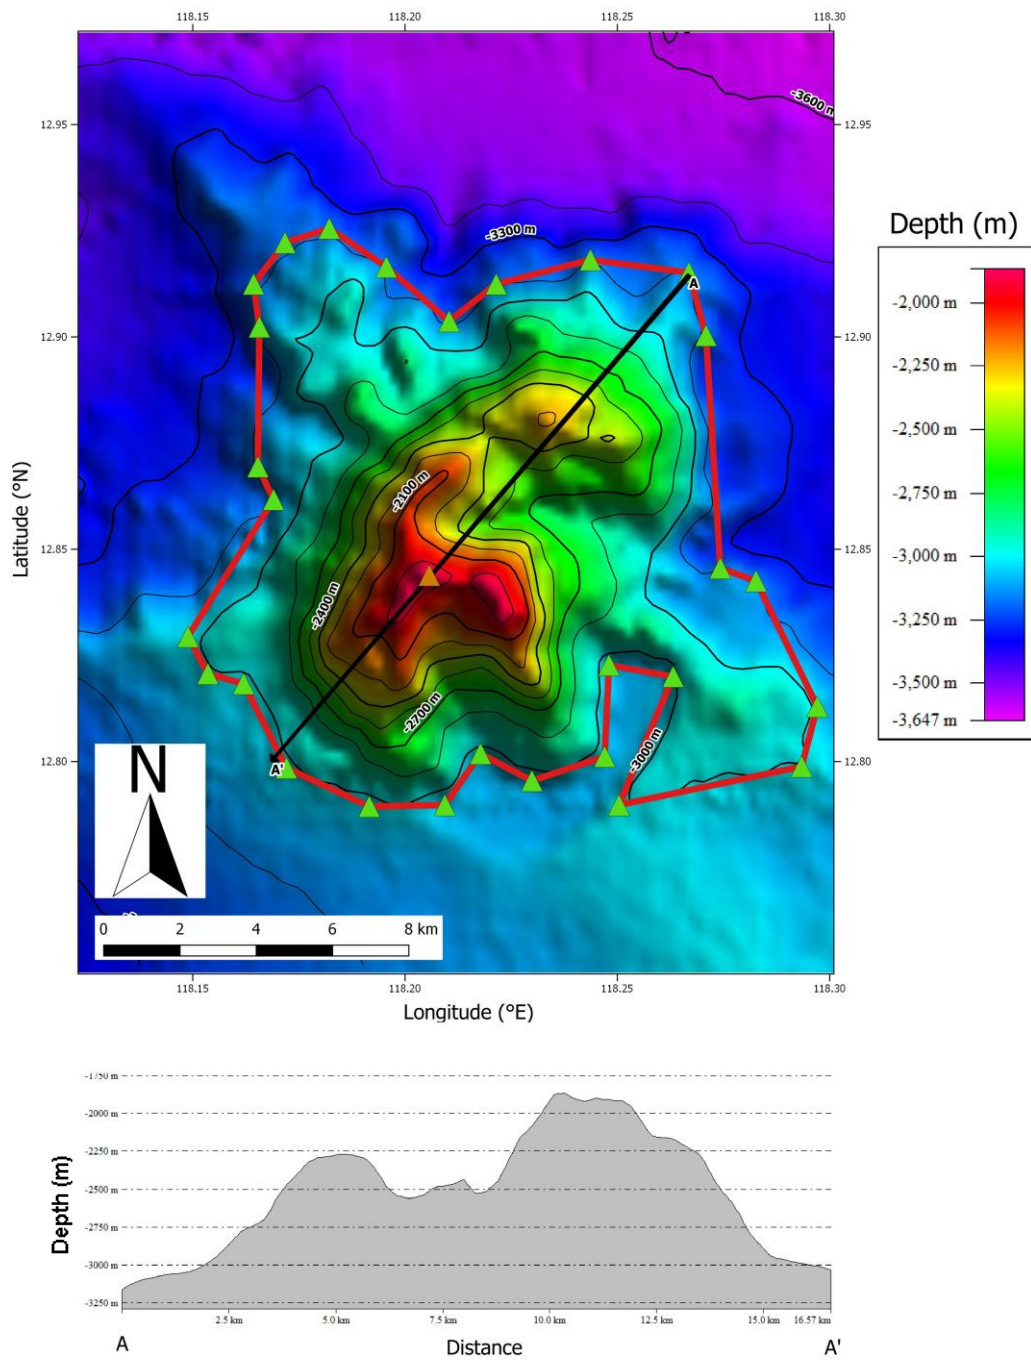 118.15 118.20 118.25 118.30
-3600 m
12.95 12.95
-3300 m
Depth (m)
-2,000 m
-2,250 m
-2,500 m
-2,750 m
-3,000 m
-3,250 m
-3,500 m
-3,647 m
A
12.90 12.90
Latitude (°N)
-2100 m
12.85 12.85
-2400 m
-2700 m
-3000 m
12.80 12.80
A'
N
0 2 4 6 8 km
118.15 118.20 118.25 118.30
Longitude (°E)
-1750 m
-2000 m
-2250 m
-2500 m
-2750 m
-3000 m
-3250 m
Depth (m)
2.5 km 5.0 km 7.5 km 10.0 km 12.5 km 15.0 km 16.57 km
A Distance A'